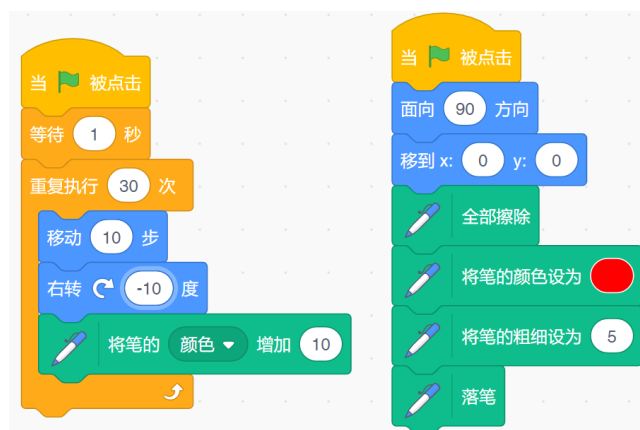 当 被点击
等待 1 秒
重复执行 30 次
移动 10 步
右转 -10 度
将笔的 颜色 增加 10
当 被点击
面向 90 方向
移到 x: 0 y: 0
全部擦除
将笔的颜色设为
将笔的粗细设为 5
落笔